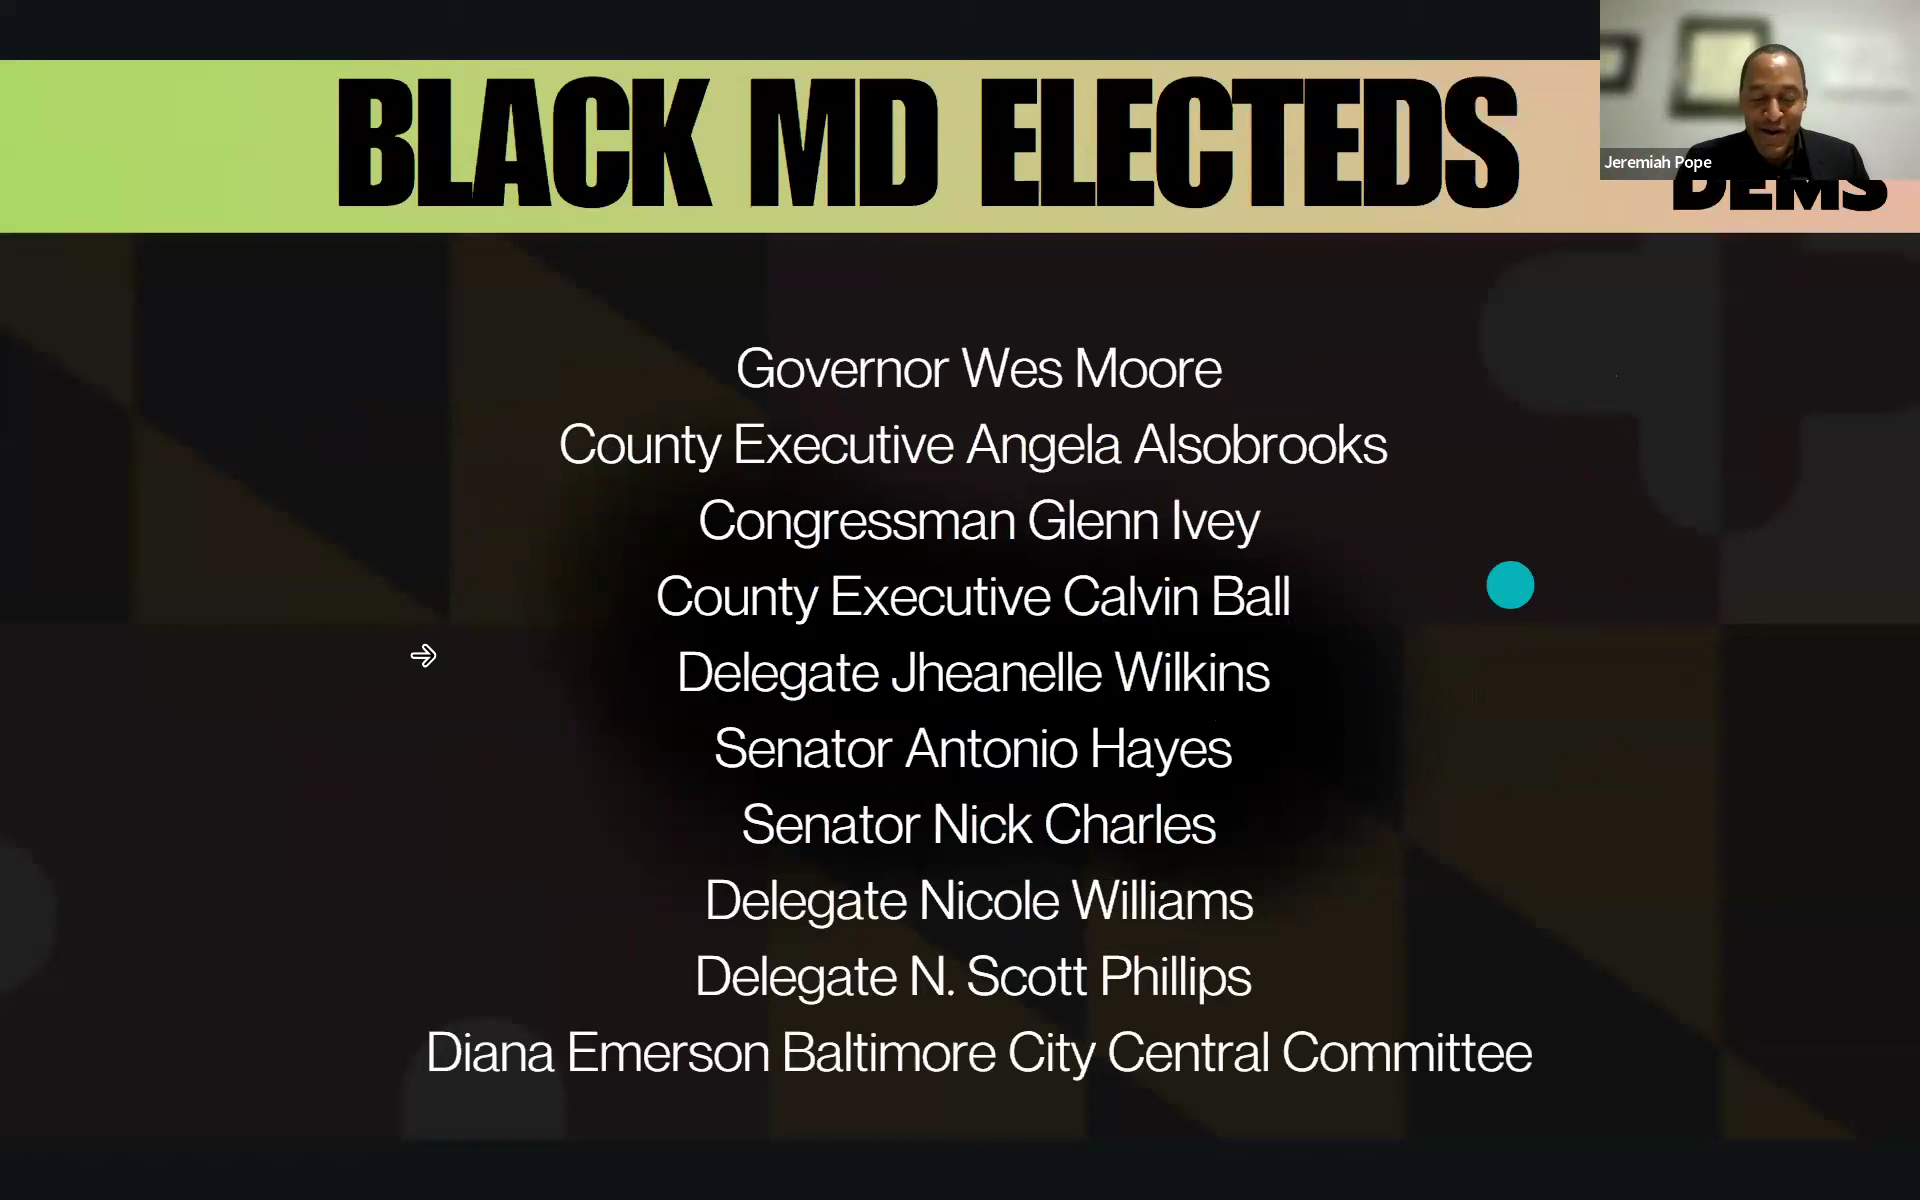 BLACK MD ELECTEDS
Jeremiah Pope
DEMS
Governor Wes Moore
County Executive Angela Alsobrooks
Congressman Glenn Ivey
County Executive Calvin Ball
Delegate Jheanelle Wilkins
Senator Antonio Hayes
Senator Nick Charles
Delegate Nicole Williams
Delegate N. Scott Phillips
Diana Emerson Baltimore City Central Committee